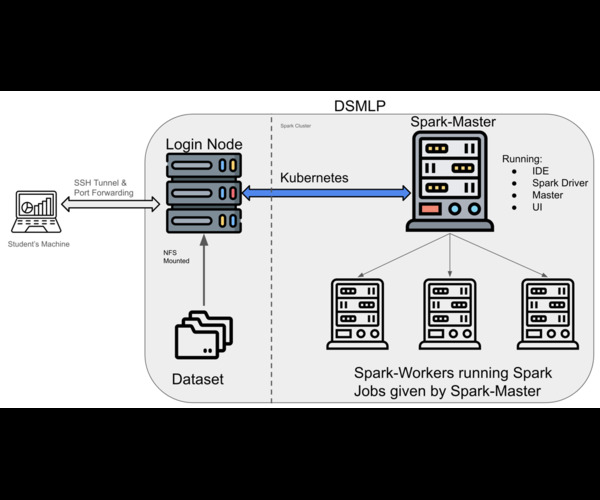 DSMLP
Spark Cluster
Spark-Master
Login Node
Running:
● IDE
● Spark Driver
● Master
● UI
Kubernetes
SSH Tunnel &
Port Forwarding
Student's Machine
NFS
Mounted
Dataset
Spark-Workers running Spark
Jobs given by Spark-Master